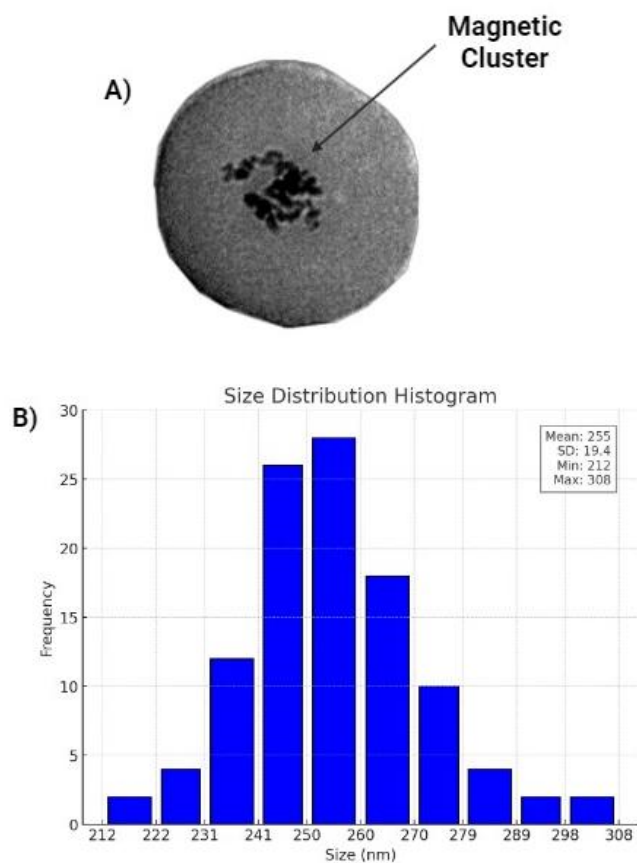 Magnetic
Cluster
A)
B)
Size Distribution Histogram
Mean: 255
SD: 19.4
Min: 212
Max: 308
30
25
20
15
10
5
0
Frequency
212 222 231 241 250 260 270 279 289 298 308
Size (nm)